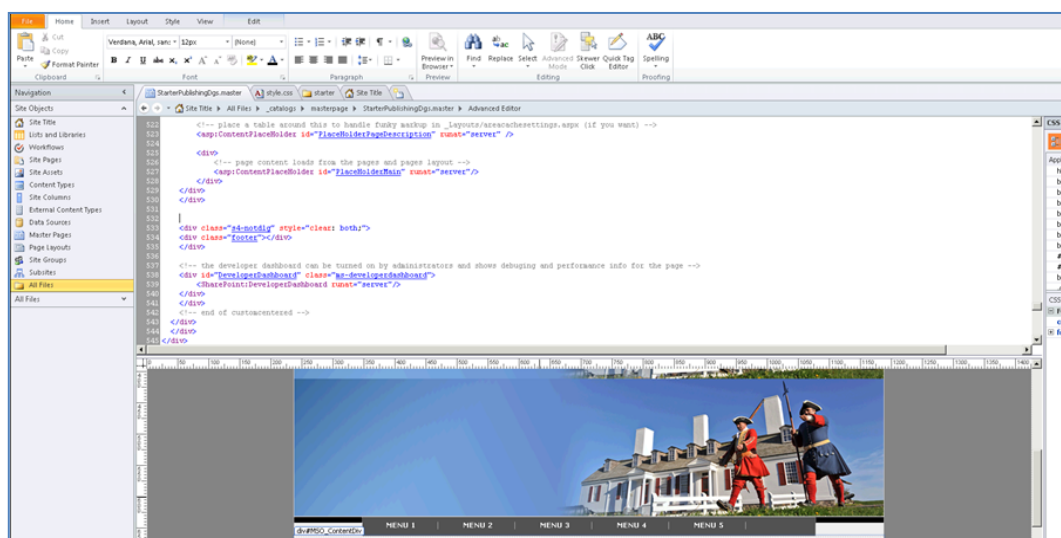 File Home Insert Layout Style View Edit
Cut
Copy
Format Painter
Paste
Clipboard
Verdana, Arial, sans 12px (None)
Font
Paragraph
Preview in Browser
Preview
Find Replace Select Advanced Mode Skewer Click Quick Tag Editor
Editing
ABC
Spelling
Proofing
Navigation
StarterPublishingDgs.master style.css starter Site Title
Site Objects
Site Title All Files _catalogs masterpage StarterPublishingDgs.master Advanced Editor
Site Title
Lists and Libraries
Workflows
Site Pages
Site Assets
Content Types
Site Columns
External Content Types
Data Sources
Master Pages
Page Layouts
Site Groups
Subsites
All Files
All Files
522 <!-- place a table around this to handle funky markup in _Layouts/areacachesettings.aspx (if you want) -->
523 <asp:ContentPlaceHolder id="PlaceHolderPageDescription" runat="server" />
524
525 <div>
526 <!-- page content loads from the pages and pages layout -->
527 <asp:ContentPlaceHolder id="PlaceHolderMain" runat="server"/>
528 </div>
529 </div>
530 </div>
531
532
533 <div class="s4-notdlg" style="clear: both;">
534 <div class="footer"></div>
535 </div>
536
537 <!-- the developer dashboard can be turned on by administrators and shows debuging and performance info for the page -->
538 <div id="DeveloperDashboard" class="ms-developerdashboard">
539 <SharePoint:DeveloperDashboard runat="server"/>
540 </div>
541 </div>
542 <!-- end of customcentered -->
543 </div>
544 </div>
545 </div>
CSS
CSS
MENU 1 | MENU 2 | MENU 3 | MENU 4 | MENU 5 |
div#MSO_ContentDiv